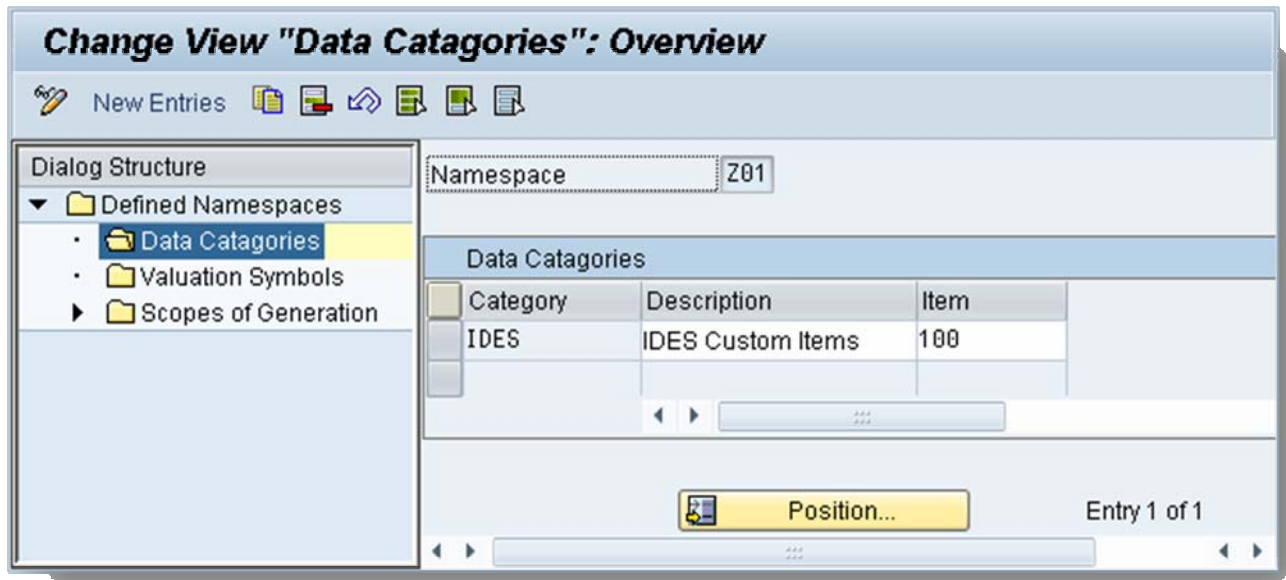 Change View "Data Catagories": Overview
New Entries
Dialog Structure
Defined Namespaces
Data Catagories
Valuation Symbols
Scopes of Generation
Namespace Z01
Data Catagories
Category Description Item
IDES IDES Custom Items 100
Position... Entry 1 of 1